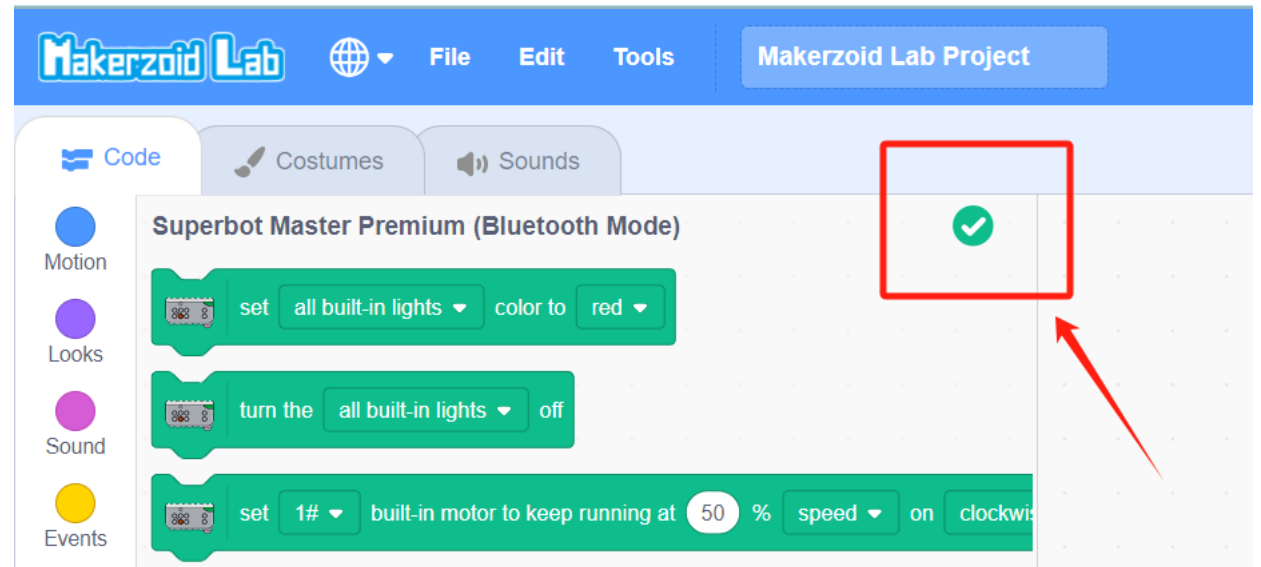 Makerzoid Lab File Edit Tools Makerzoid Lab Project
Code Costumes Sounds
Superbot Master Premium (Bluetooth Mode)
Motion
set all built-in lights color to red
Looks
turn the all built-in lights off
Sound
set 1# built-in motor to keep running at 50 % speed on clockwis
Events